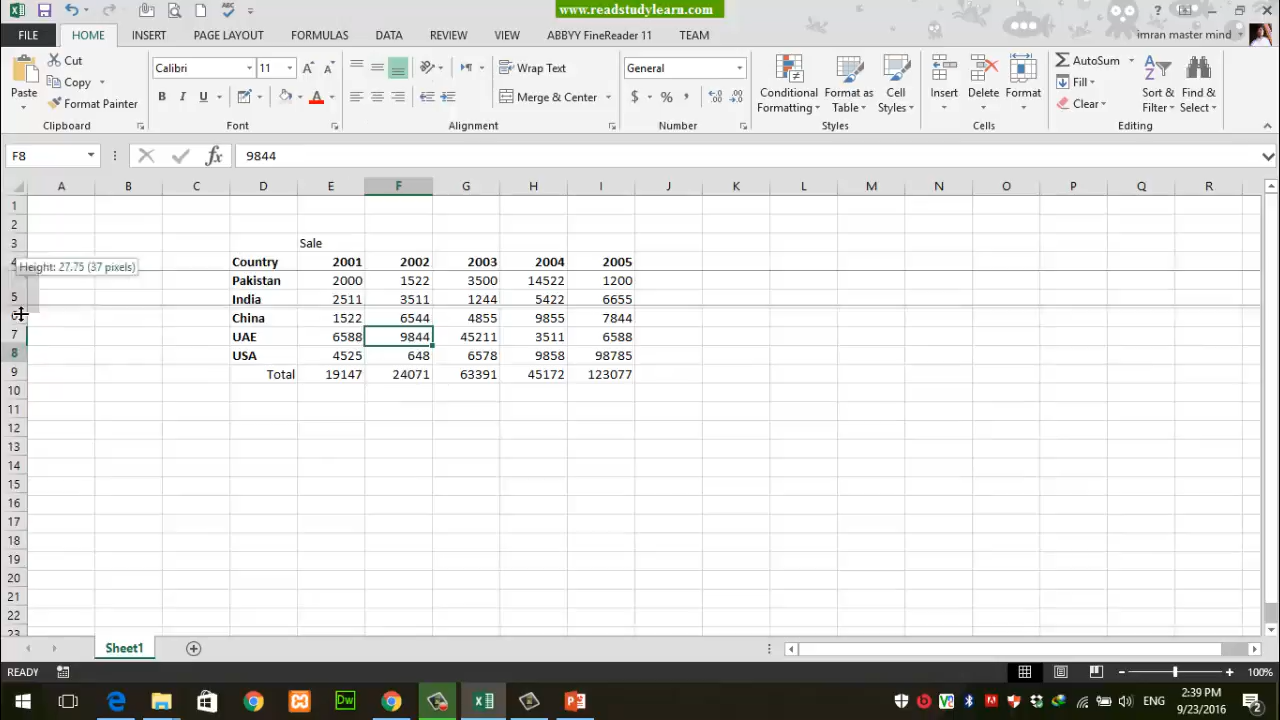 www.readstudylearn.com
FILE HOME INSERT PAGE LAYOUT FORMULAS DATA REVIEW VIEW ABBYY FineReader 11 TEAM imran master mind
Paste
Cut
Copy
Format Painter
Clipboard
Calibri 11
B I U
Font
Wrap Text
Merge & Center
Alignment
General
$ % ,
Number
Conditional Formatting
Format as Table
Cell Styles
Styles
Insert Delete Format
Cells
AutoSum
Fill
Clear
Sort & Filter
Find & Select
Editing
F8 fx 9844
A B C D E F G H I J K L M N O P Q R
1
2
3 Sale
4 Country 2001 2002 2003 2004 2005
Height: 27.75 (37 pixels)
Pakistan 2000 1522 3500 14522 1200
5 India 2511 3511 1244 5422 6655
6 China 1522 6544 4855 9855 7844
7 UAE 6588 9844 45211 3511 6588
8 USA 4525 648 6578 9858 98785
9 Total 19147 24071 63391 45172 123077
10
11
12
13
14
15
16
17
18
19
20
21
22
23
Sheet1
READY 100%
ENG 2:39 PM
9/23/2016